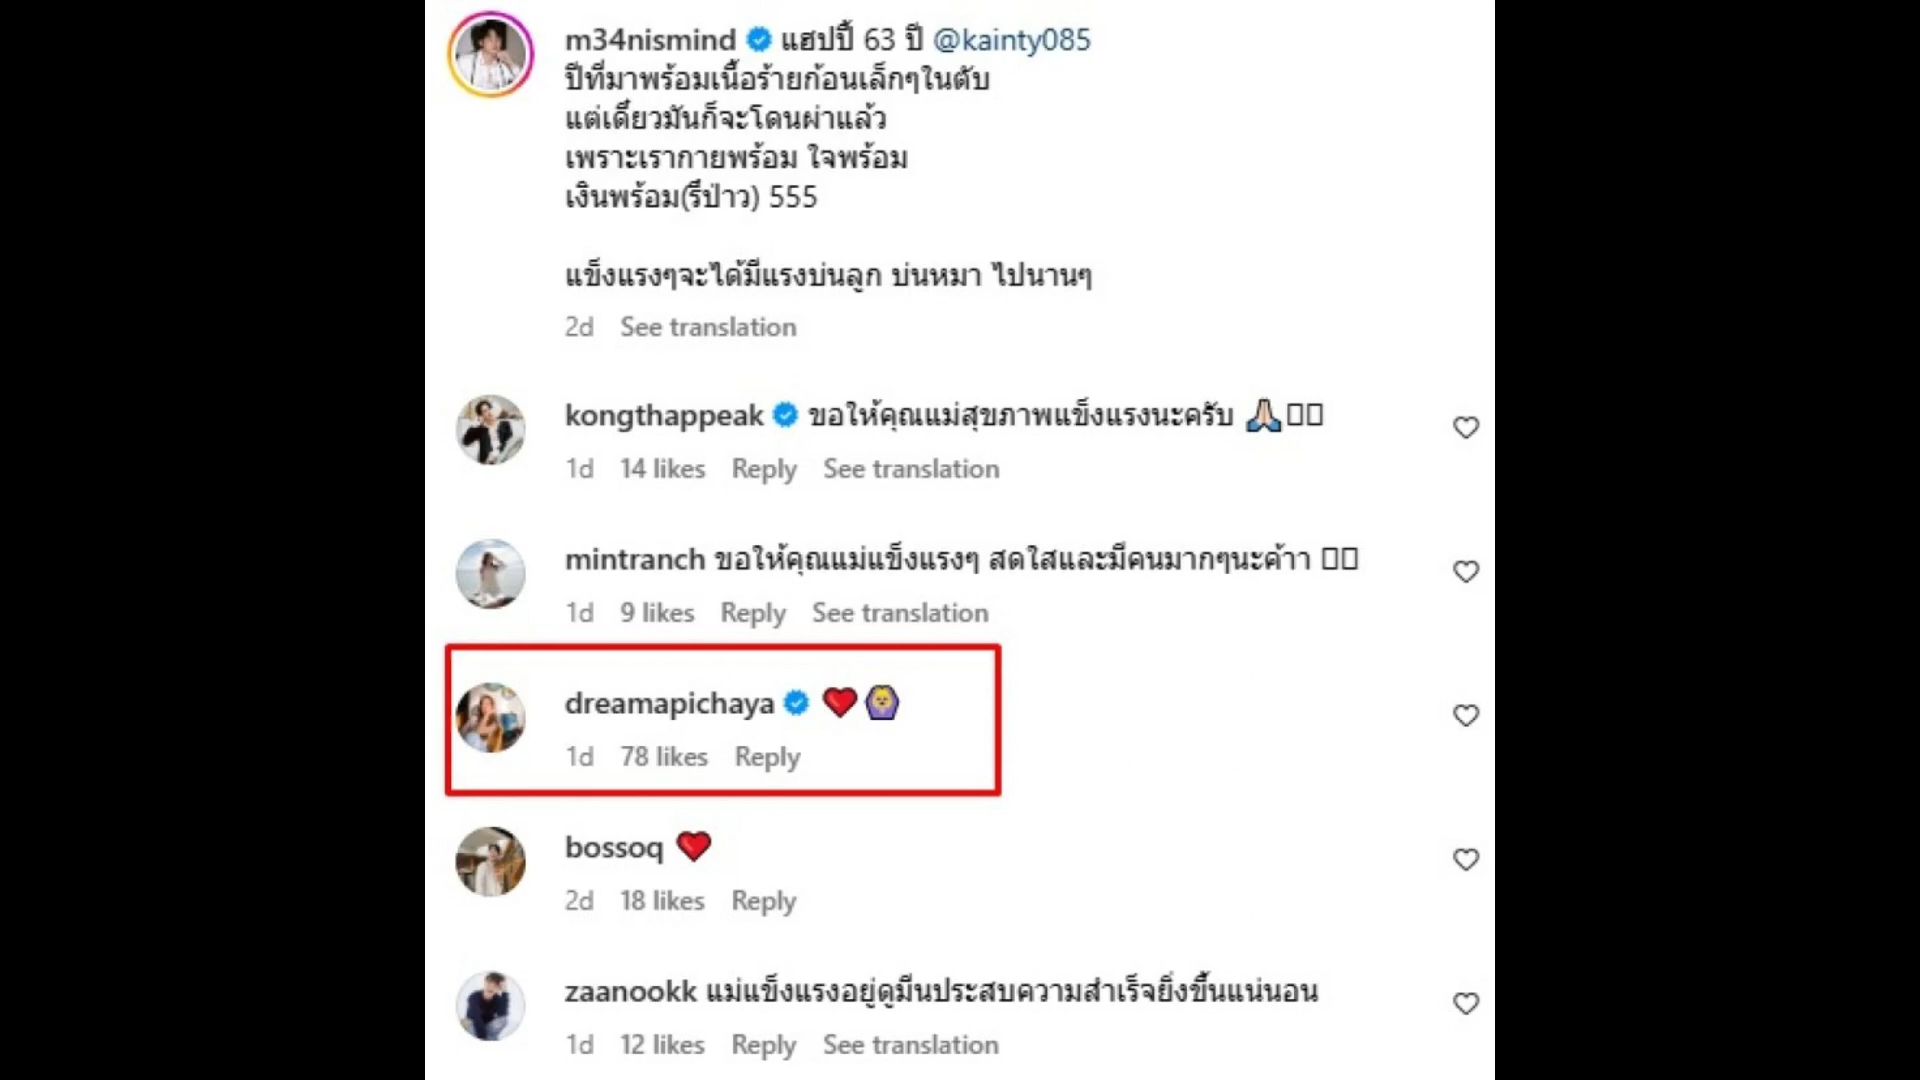 m34nismind แฮปปี้ 63 ปี @kainty085
ปีที่มาพร้อมเนื้อร้ายก้อนเล็กๆในตับ
แต่เดี๋ยวมันก็จะโดนผ่าแล้ว
เพราะเรากายพร้อม ใจพร้อม
เงินพร้อม(รึป่าว) 555
แข็งแรงๆจะได้มีแรงบ่นลูก บ่นหมา ไปนานๆ
2d See translation
kongthappeak ขอให้คุณแม่สุขภาพแข็งแรงนะครับ 🙏🏻
1d 14 likes Reply See translation
mintranch ขอให้คุณแม่แข็งแรงๆ สดใสและมีคนมากๆนะค้าา
1d 9 likes Reply See translation
dreamapichaya ❤️🙆🏼
1d 78 likes Reply
bossoq ❤️
2d 18 likes Reply
zaanookk แม่แข็งแรงอยู่ดูมีนประสบความสำเร็จยิ่งขึ้นแน่นอน
1d 12 likes Reply See translation